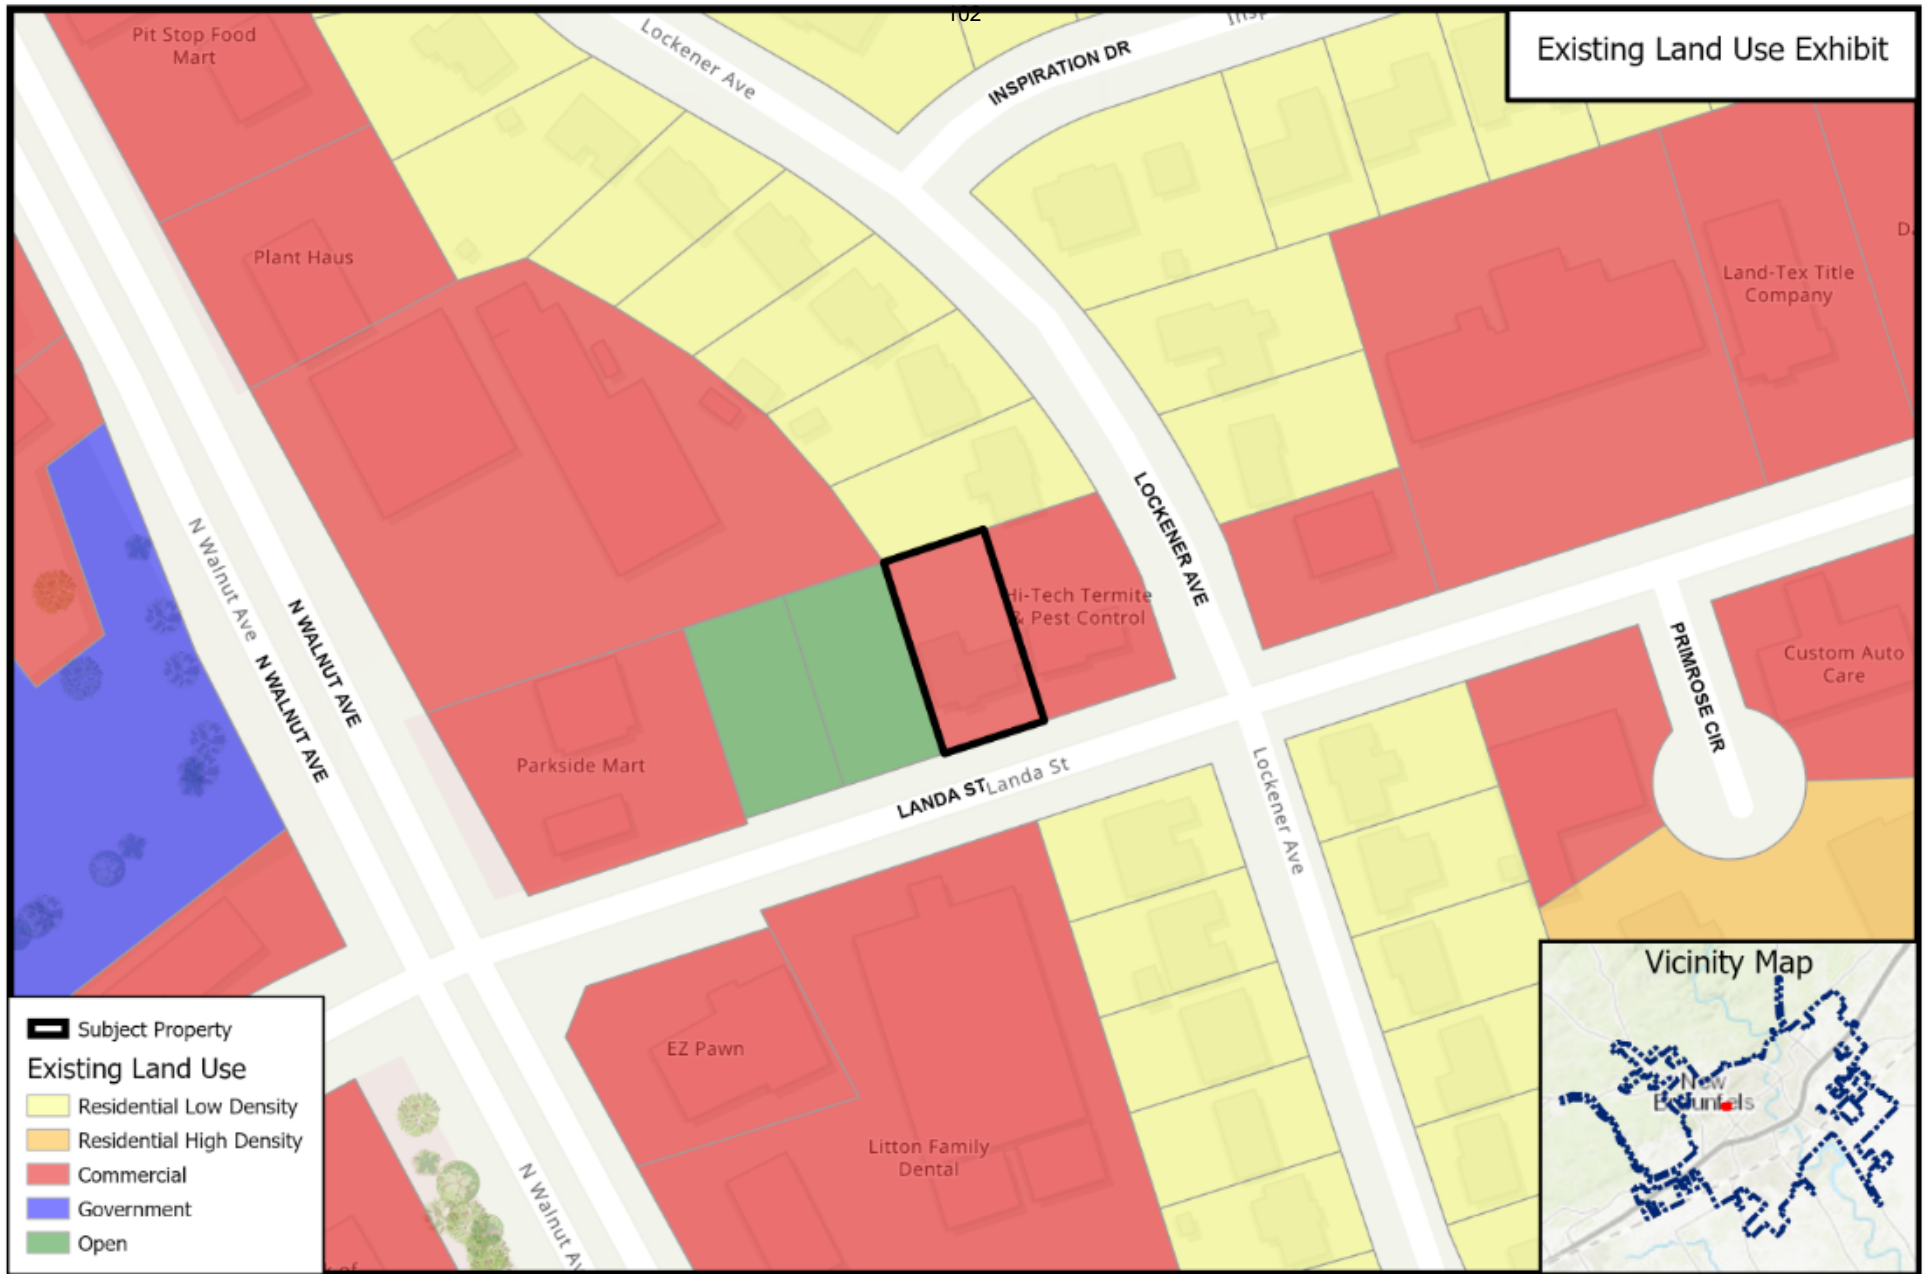 102
Existing Land Use Exhibit
Pit Stop Food
Mart
Lockener Ave
INSPIRATION DR
Plant Haus
Land-Tex Title
Company
N Walnut Ave
N WALNUT AVE
N WALNUT AVE
LOCKENER AVE
Hi-Tech Termite
& Pest Control
PRIMROSE CIR
Custom Auto
Care
Parkside Mart
LANDA ST
Landa St
Lockener Ave
EZ Pawn
Litton Family
Dental
N Walnut Av
Subject Property
Existing Land Use
Residential Low Density
Residential High Density
Commercial
Government
Open
Vicinity Map
New
Braunfels